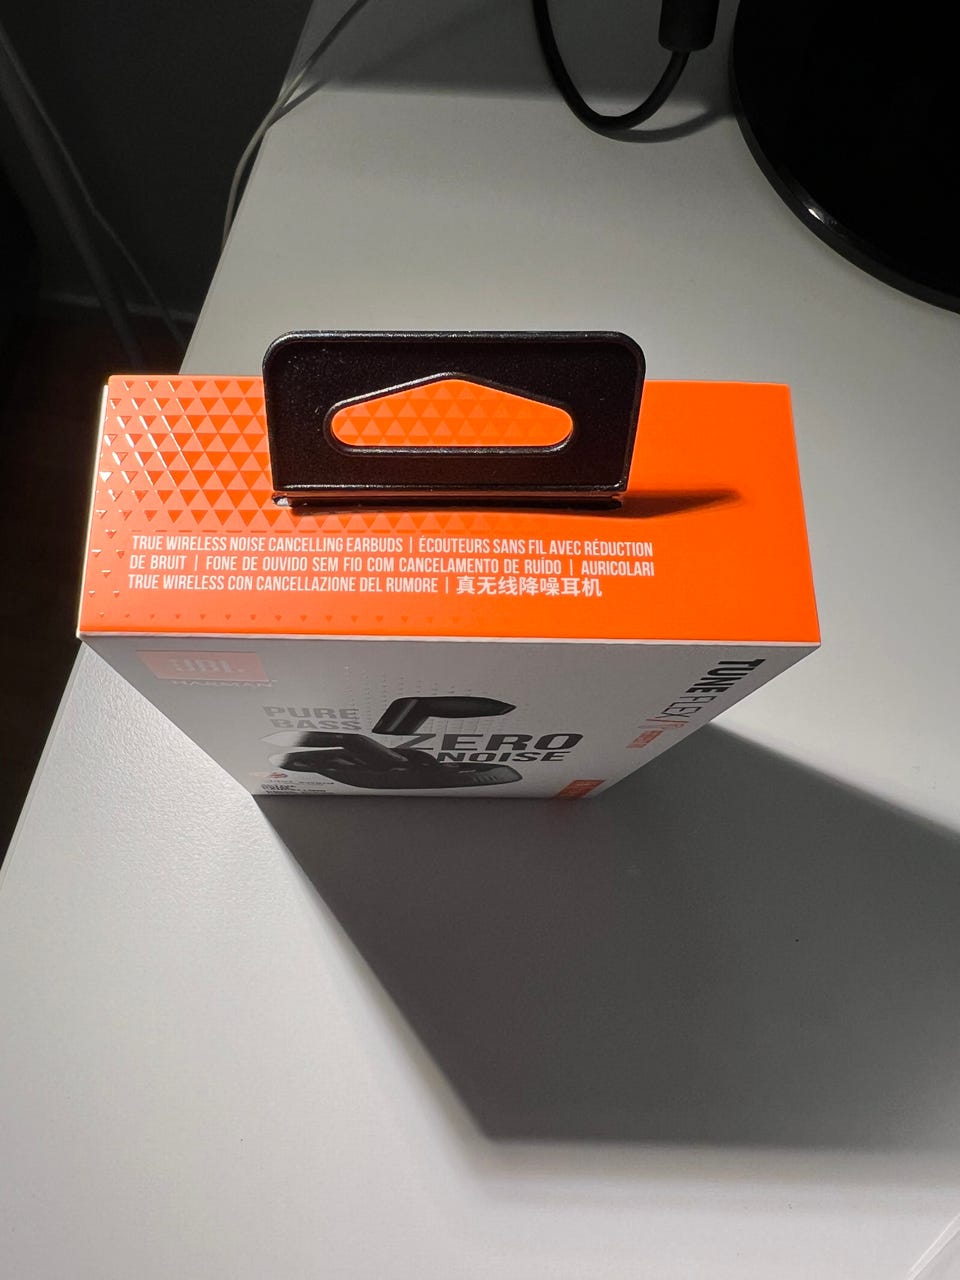 TRUE WIRELESS NOISE CANCELLING EARBUDS | ÉCOUTEURS SANS FIL AVEC RÉDUCTION
DE BRUIT | FONE DE OUVIDO SEM FIO COM CANCELAMENTO DE RUÍDO | AURICOLARI
TRUE WIRELESS CON CANCELLAZIONE DEL RUMORE | 真无线降噪耳机
JBL
HARMAN
TUNE FLEX
PURE
BASS
ZERO
NOISE
JBL